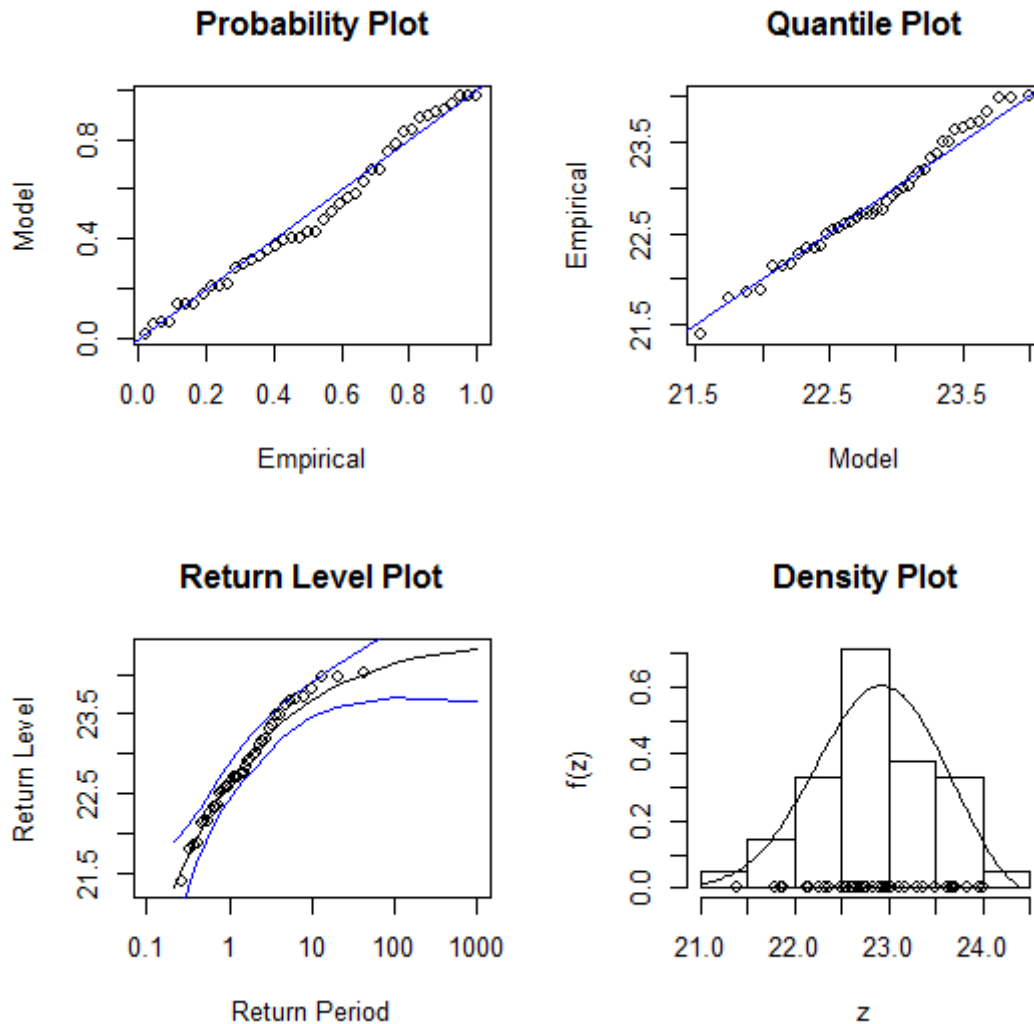 Probability Plot
Model
0.0 0.4 0.8
0.0 0.2 0.4 0.6 0.8 1.0
Empirical
Quantile Plot
Empirical
21.5 22.5 23.5
21.5 22.5 23.5
Model
Return Level Plot
Return Level
21.5 22.5 23.5
0.1 1 10 100 1000
Return Period
Density Plot
f(z)
0.0 0.2 0.4 0.6
21.0 22.0 23.0 24.0
z